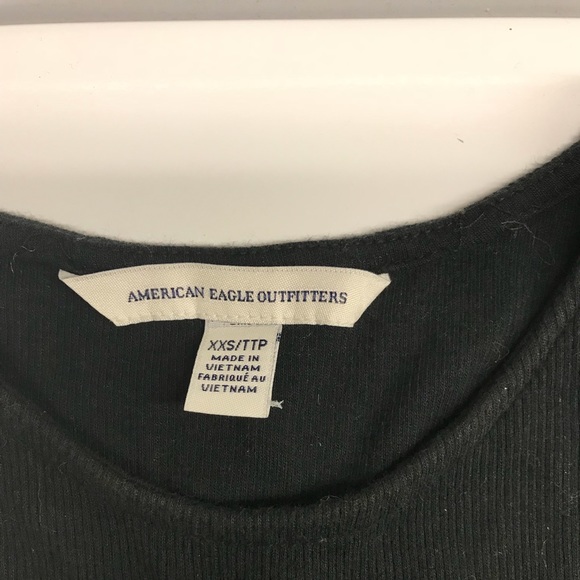 AMERICAN EAGLE OUTFITTERS
XXS/TTP
MADE IN
VIETNAM
FABRIQUÉ AU
VIETNAM